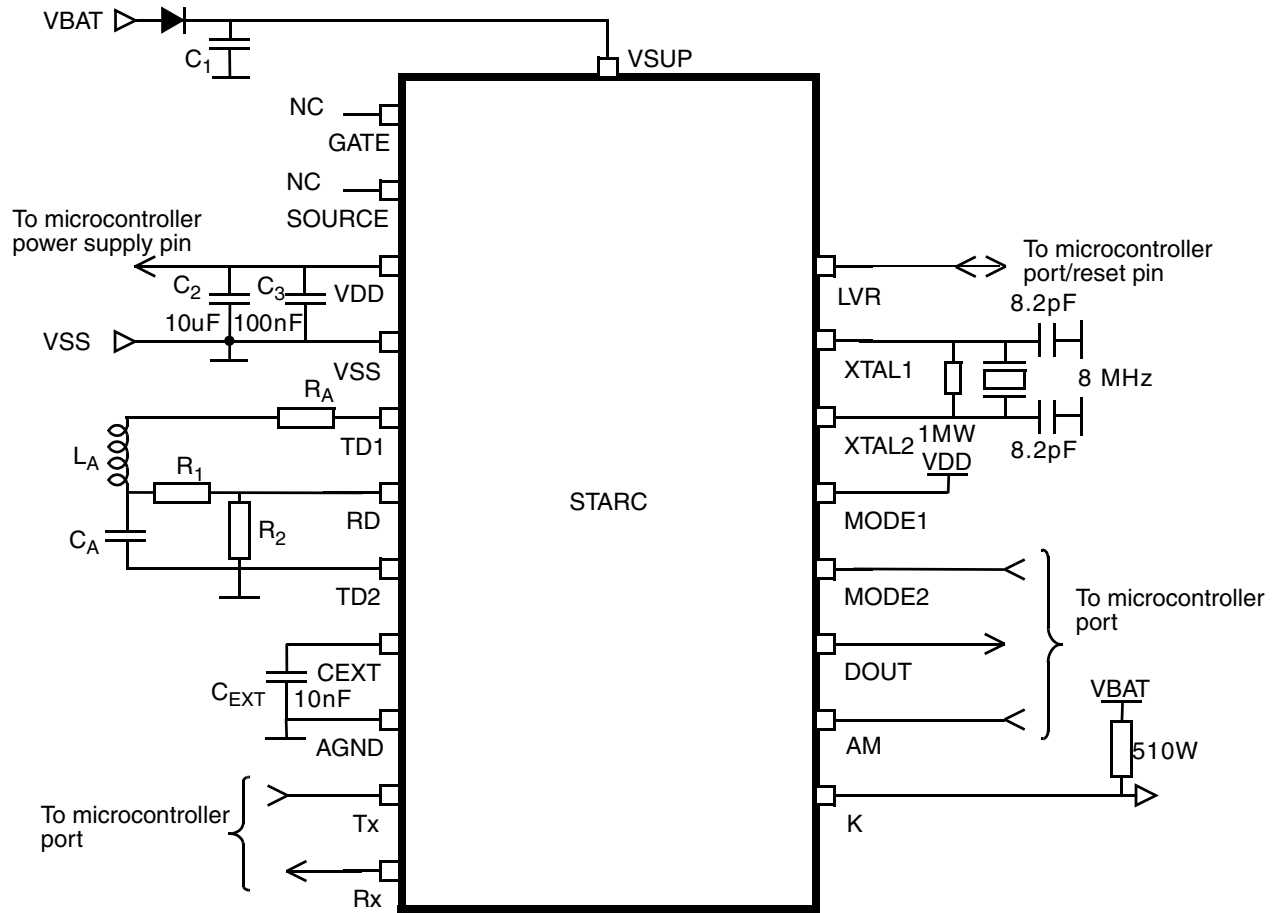 VBAT
C1
VSUP
NC
GATE
NC
SOURCE
To microcontroller
power supply pin
C2
C3
VDD
10uF
100nF
VSS
VSS
RA
TD1
LA
R1
RD
R2
CA
TD2
CEXT
CEXT
10nF
AGND
To microcontroller
port
Tx
Rx
STARC
To microcontroller
port/reset pin
LVR
8.2pF
XTAL1
8 MHz
XTAL2
1MW
8.2pF
VDD
MODE1
MODE2
To microcontroller
port
DOUT
VBAT
AM
510W
K